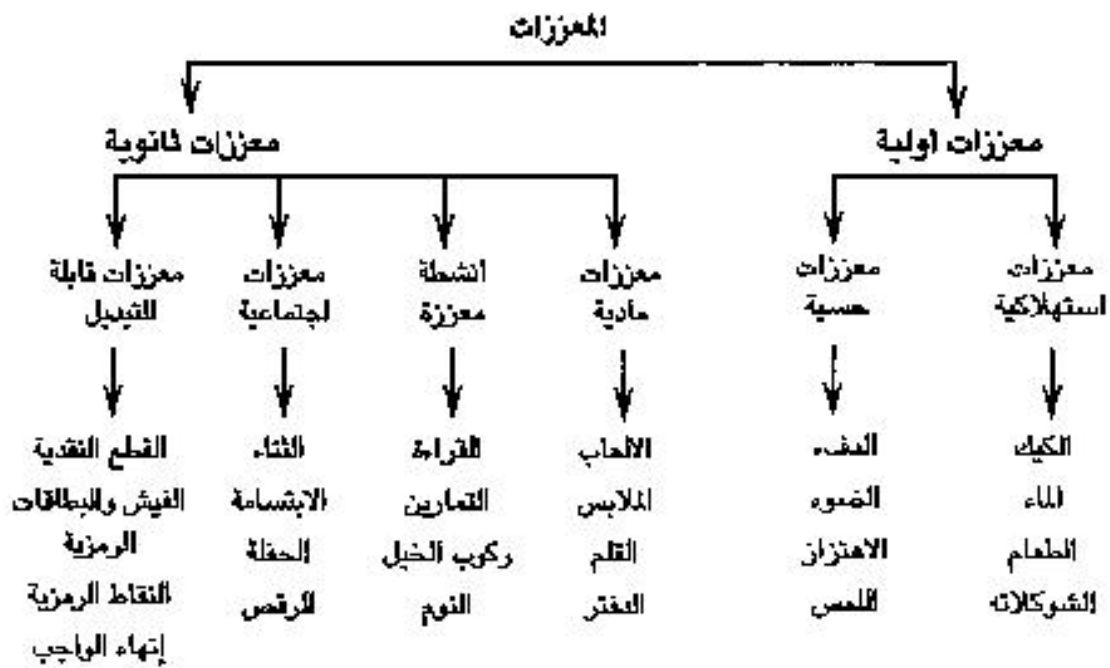 المعززات
معززات اولية
معززات ثانوية
معززات
استهلاكية
معززات
حسية
معززات
مادية
انشطة
معززة
معززات
اجتماعية
معززات قابلة
للتبديل
الكيك
الماء
الطعام
الشوكلاته
الدفء
الضوء
الاهتزاز
اللمس
الالعاب
الملابس
القلم
الدفتر
القراءة
التمارين
ركوب الخيل
النوم
الثناء
الابتسامة
الحفلة
الرقص
القطع النقدية
الفيش والبطاقات
الرمزية
النقاط الرمزية
إنتهاء الواجب